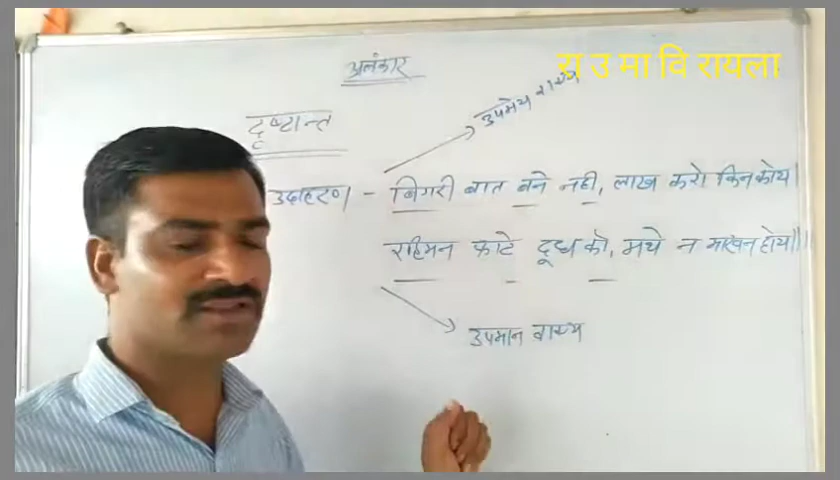 अलंकार
रा उ मा वि रायला
उपमेय वाक्य
दृष्टान्त
उदाहरण - बिगरी बात बने नही, लाख करो किन कोय।
रहिमन फाटे दूध को, मथे न माखन होय॥
उपमान वाक्य